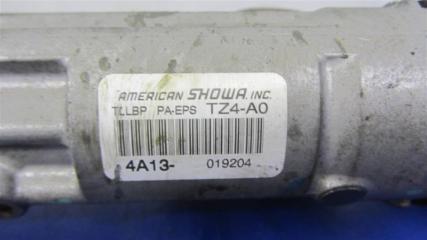 AMERICAN SHOWA, INC.
TLLBP PA-EPS TZ4-A0
4A13- 019204